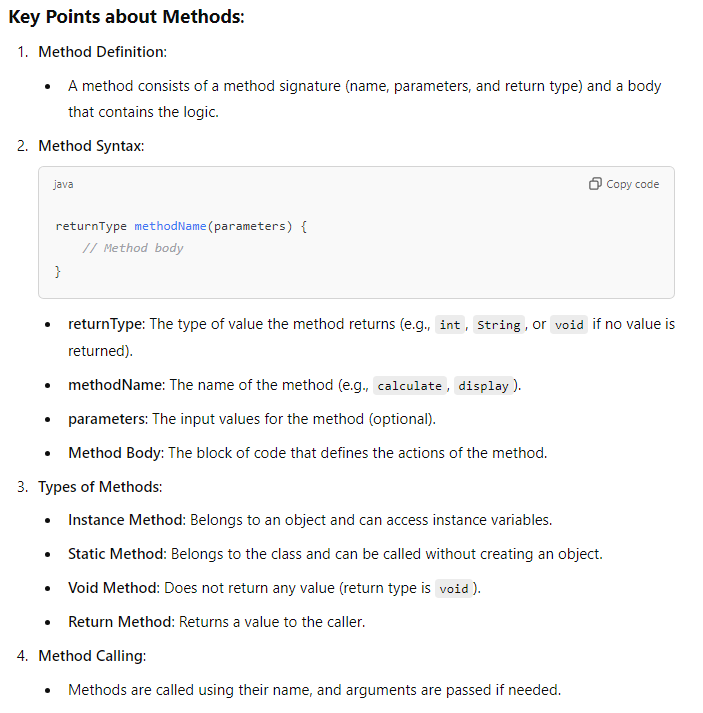 Key Points about Methods:
1. Method Definition:
• A method consists of a method signature (name, parameters, and return type) and a body
that contains the logic.
2. Method Syntax:
java
Copy code
returnType methodName(parameters) {
// Method body
}
• returnType: The type of value the method returns (e.g., int, String, or void if no value is
returned).
• methodName: The name of the method (e.g., calculate, display).
• parameters: The input values for the method (optional).
• Method Body: The block of code that defines the actions of the method.
3. Types of Methods:
• Instance Method: Belongs to an object and can access instance variables.
• Static Method: Belongs to the class and can be called without creating an object.
• Void Method: Does not return any value (return type is void).
• Return Method: Returns a value to the caller.
4. Method Calling:
• Methods are called using their name, and arguments are passed if needed.